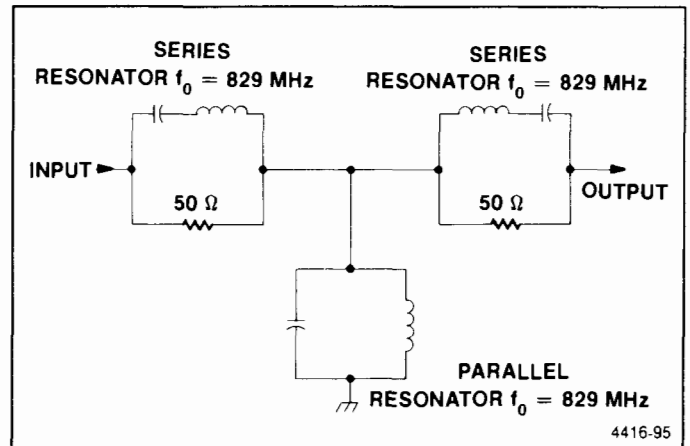 SERIES
RESONATOR f₀ = 829 MHz
SERIES
RESONATOR f₀ = 829 MHz
INPUT
50 Ω
50 Ω
OUTPUT
PARALLEL
RESONATOR f₀ = 829 MHz
4416-95